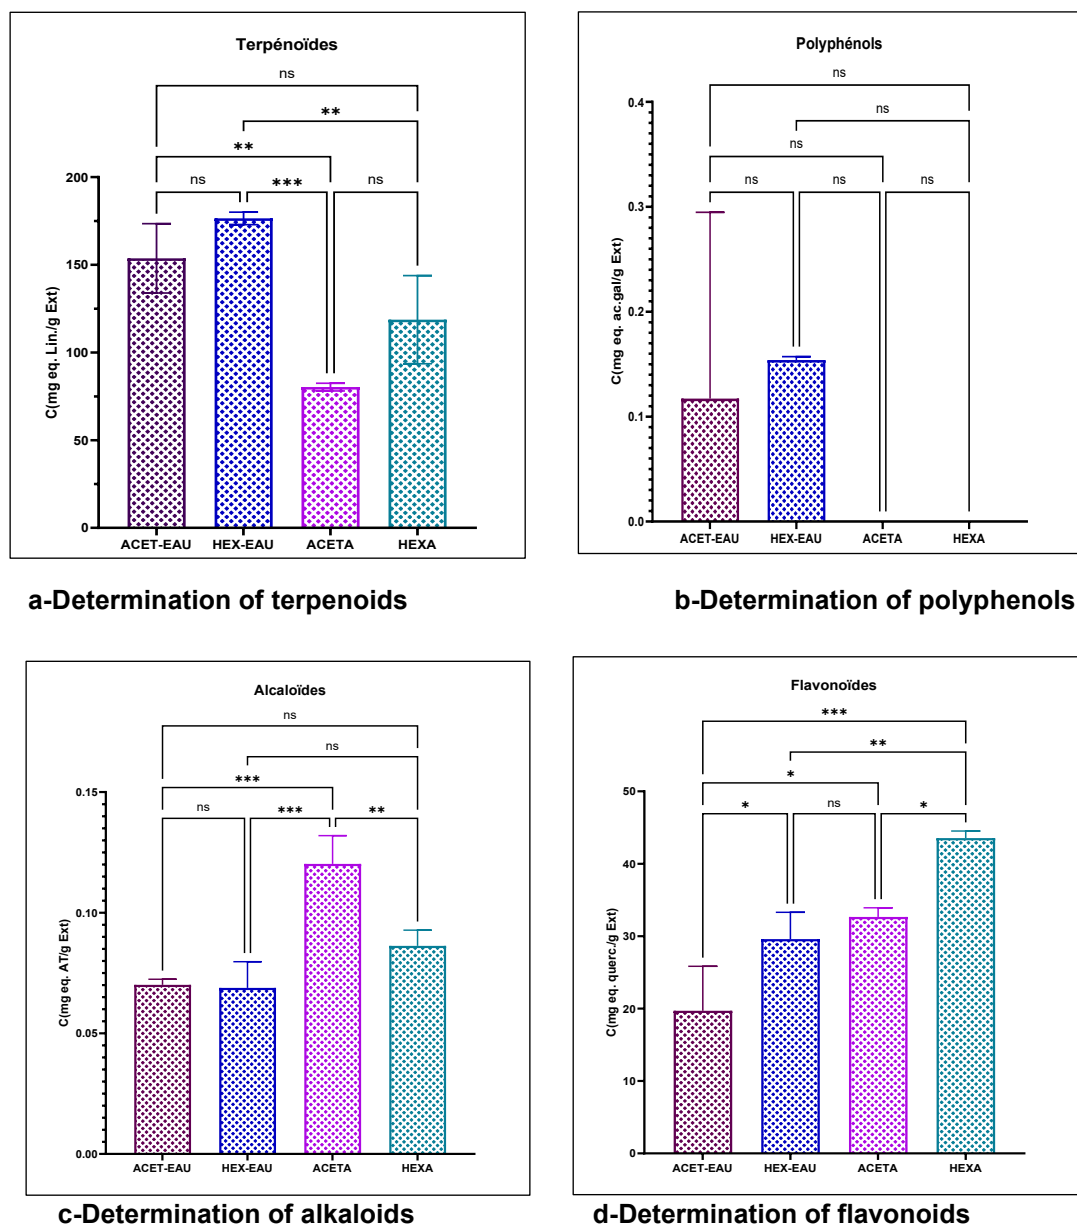 Terpénoïdes
ns
**
**
ns
***
ns
200
150
100
50
0
C(mg eq. Lin./g Ext)
ACET-EAU HEX-EAU ACETA HEXA
a-Determination of terpenoids
Polyphénols
ns
ns
ns
ns
ns
ns
0.4
0.3
0.2
0.1
0.0
C(mg eq. ac.gal/g Ext)
ACET-EAU HEX-EAU ACETA HEXA
b-Determination of polyphenols
Alcaloïdes
ns
ns
***
ns
***
**
0.15
0.10
0.05
0.00
C(mg eq. AT/g Ext)
ACET-EAU HEX-EAU ACETA HEXA
c-Determination of alkaloids
Flavonoïdes
***
**
*
*
ns
*
50
40
30
20
10
0
C(mg eq. querc./g Ext)
ACET-EAU HEX-EAU ACETA HEXA
d-Determination of flavonoids